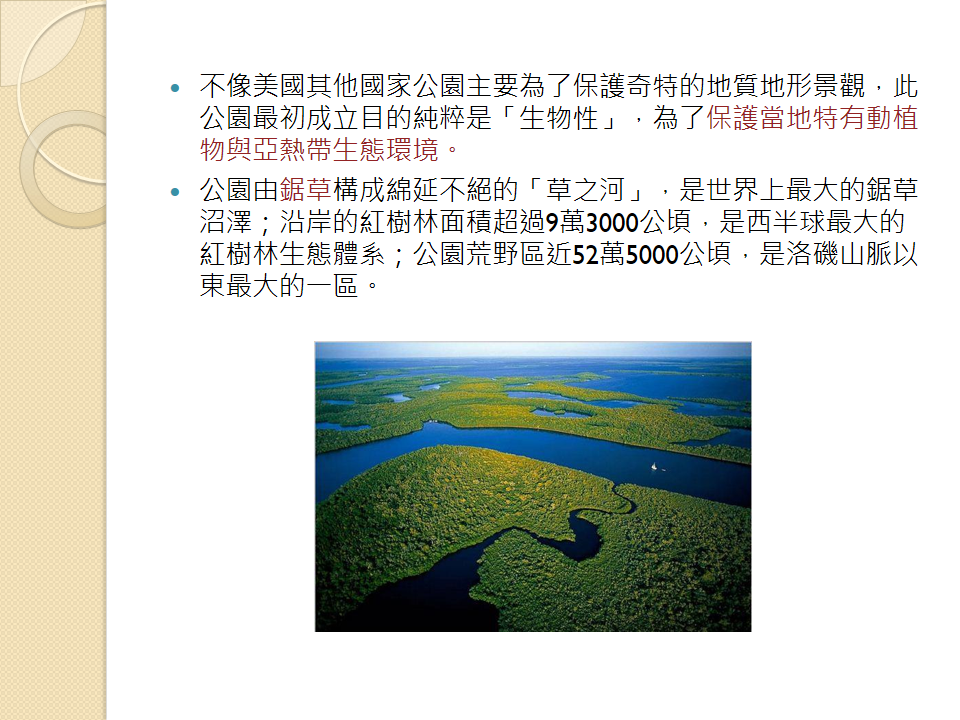 不像美國其他國家公園主要為了保護奇特的地質地形景觀，此
公園最初成立目的純粹是「生物性」，為了保護當地特有動植
物與亞熱帶生態環境。
公園由鋸草構成綿延不絕的「草之河」，是世界上最大的鋸草
沼澤；沿岸的紅樹林面積超過9萬3000公頃，是西半球最大的
紅樹林生態體系；公園荒野區近52萬5000公頃，是洛磯山脈以
東最大的一區。